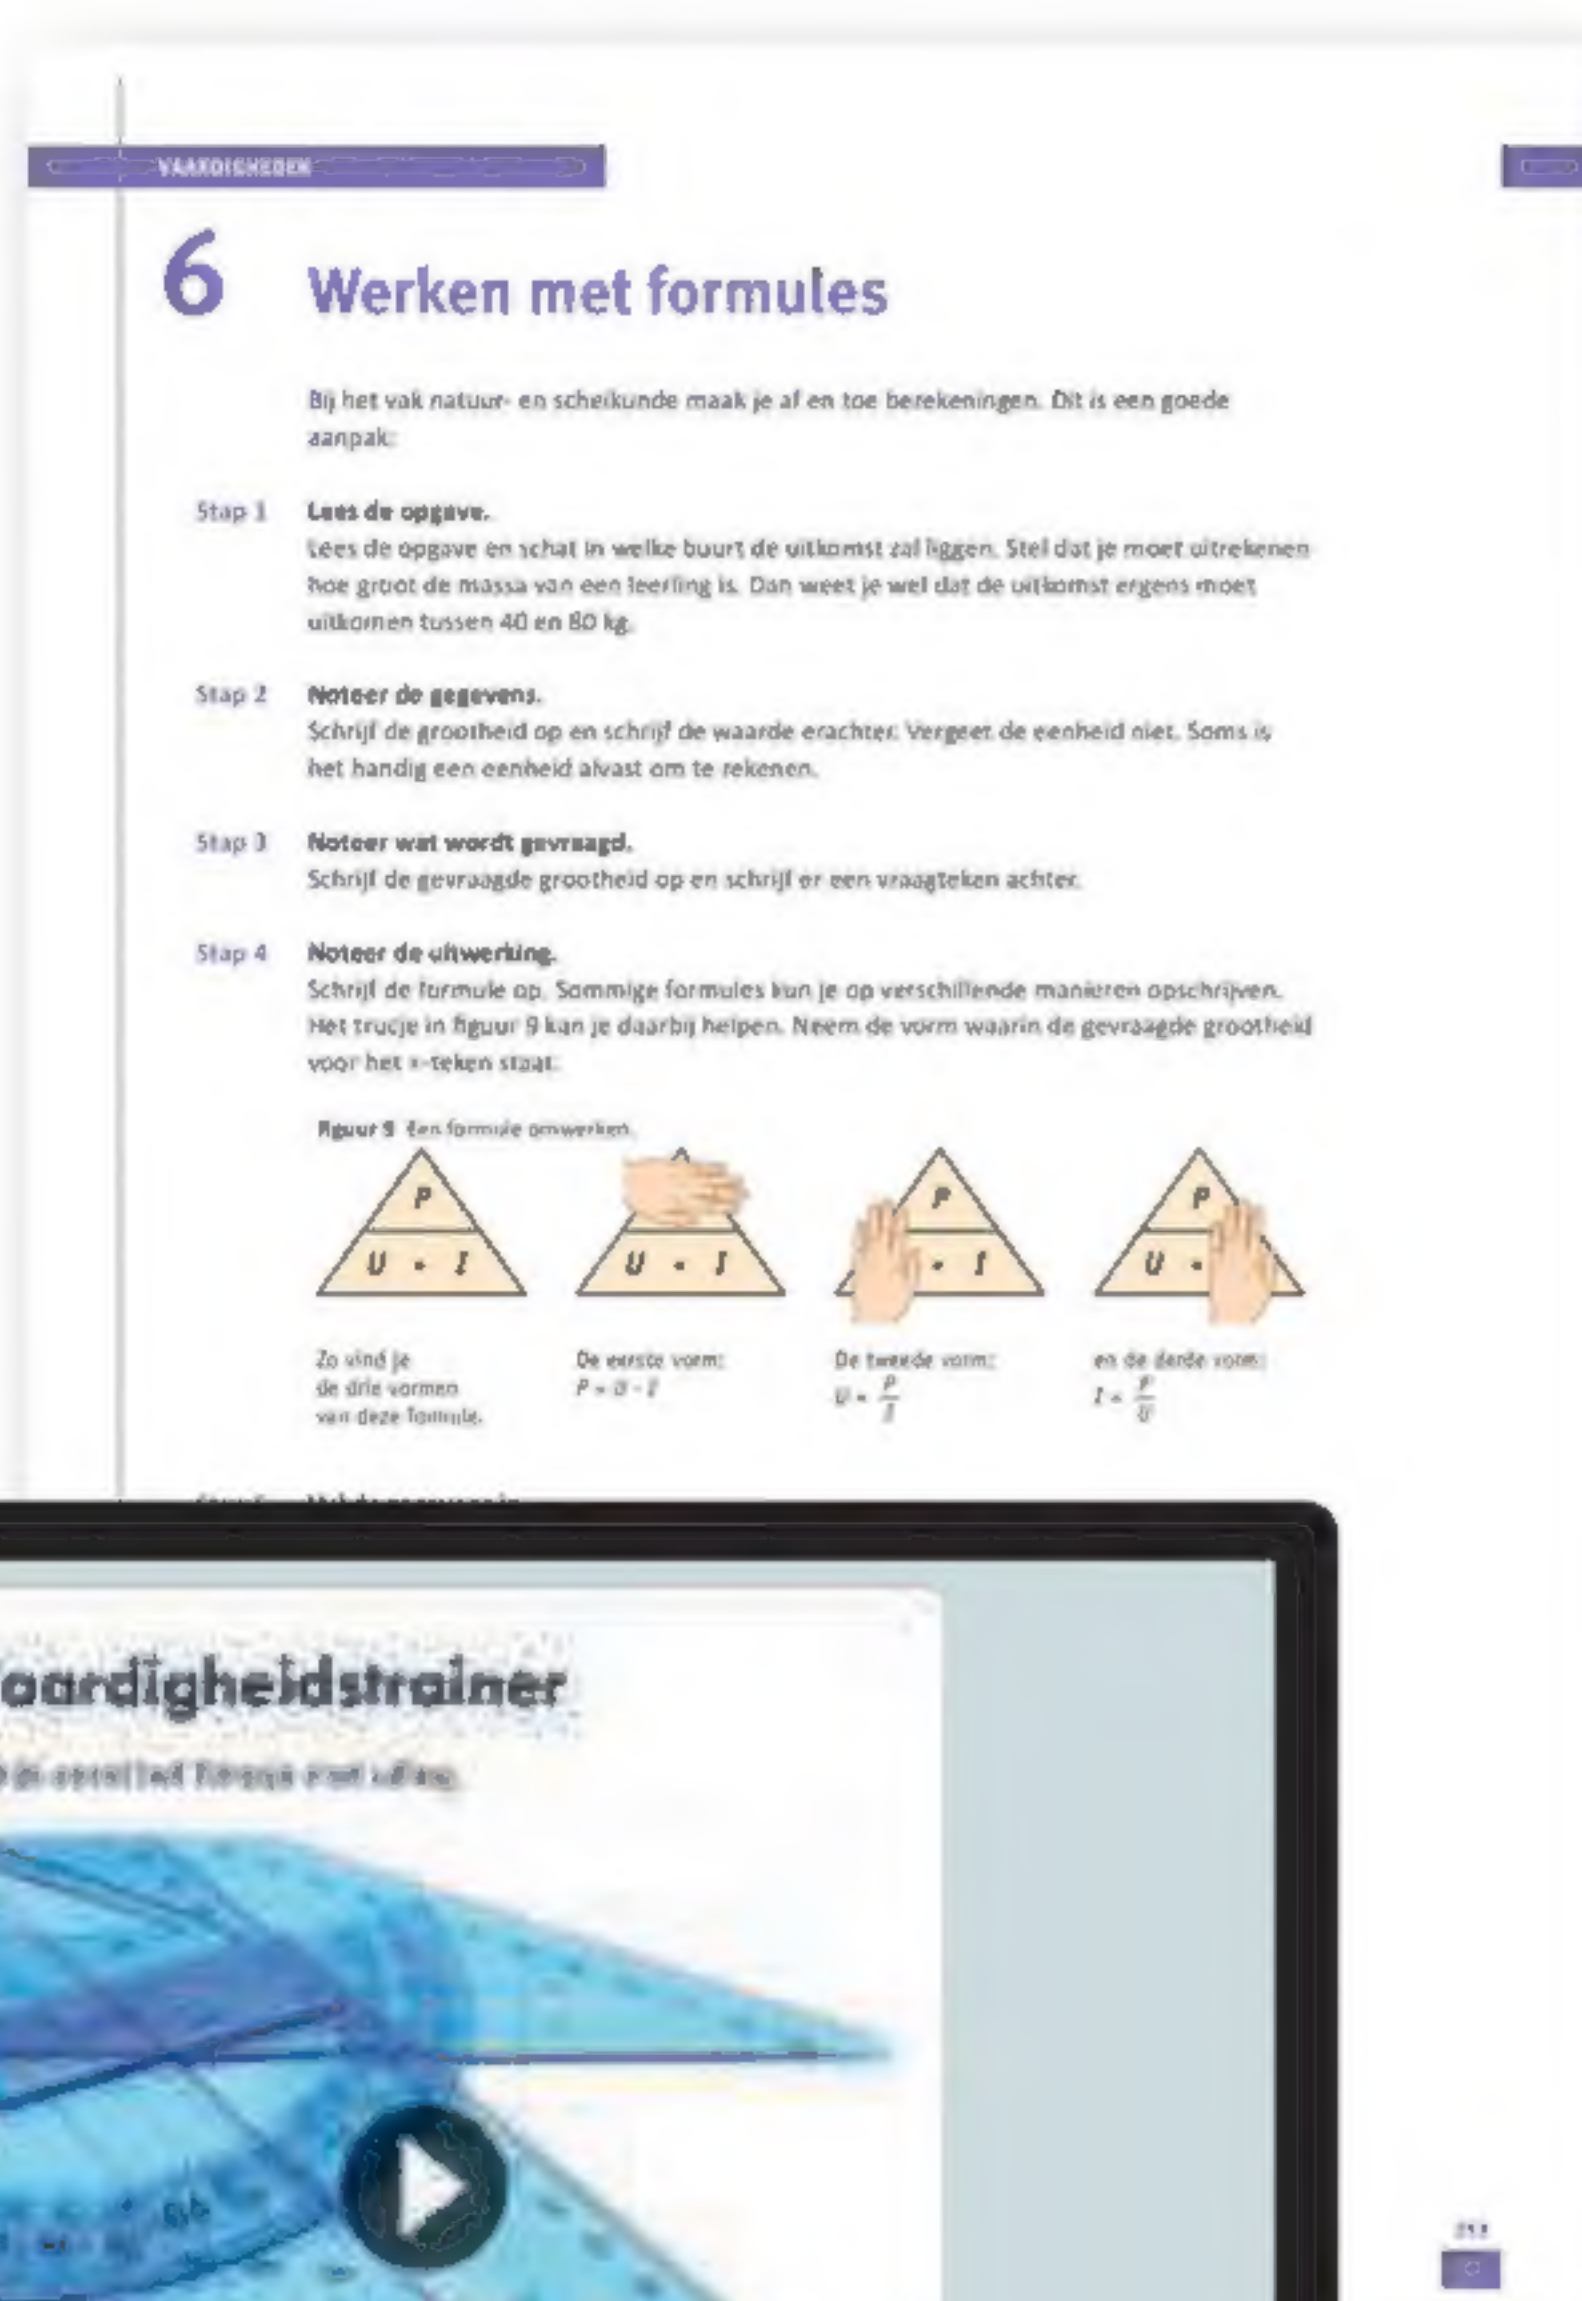 VAARDIGHEDEN
6 Werken met formules
Bij het vak natuur- en scheikunde maak je af en toe berekeningen. Dit is een goede
aanpak:
Stap 1 Lees de opgave.
Lees de opgave en schat in welke buurt de uitkomst zal liggen. Stel dat je moet uitrekenen
hoe groot de massa van een leerling is. Dan weet je wel dat de uitkomst ergens moet
uitkomen tussen 40 en 80 kg.
Stap 2 Noteer de gegevens.
Schrijf de grootheid op en schrijf de waarde erachter. Vergeet de eenheid niet. Soms is
het handig een eenheid alvast om te rekenen.
Stap 3 Noteer wat wordt gevraagd.
Schrijf de gevraagde grootheid op en schrijf er een vraagteken achter.
Stap 4 Noteer de uitwerking.
Schrijf de formule op. Sommige formules kun je op verschillende manieren opschrijven.
Het trucje in figuur 9 kan je daarbij helpen. Neem de vorm waarin de gevraagde grootheid
voor het =-teken staat.
figuur 9 Een formule omwerken.
P P P
U · I U · I · I U ·
Zo vind je
de drie vormen
van deze formule.
De eerste vorm:
P = U · I
De tweede vorm:
U = P / I
en de derde vorm:
I = P / U
aardigheidstrainer